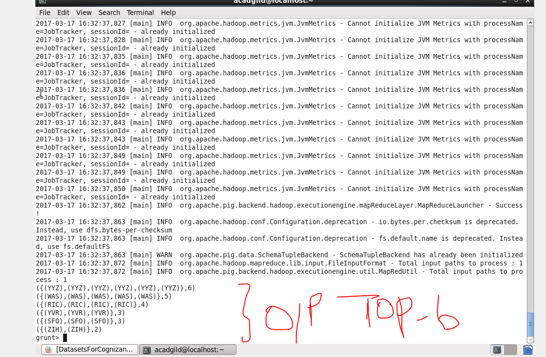 acadgild@localhost:~
File Edit View Search Terminal Help
2017-03-17 16:32:37,827 [main] INFO  org.apache.hadoop.metrics.jvm.JvmMetrics - Cannot initialize JVM Metrics with processNam
e=JobTracker, sessionId= - already initialized
2017-03-17 16:32:37,828 [main] INFO  org.apache.hadoop.metrics.jvm.JvmMetrics - Cannot initialize JVM Metrics with processNam
e=JobTracker, sessionId= - already initialized
2017-03-17 16:32:37,835 [main] INFO  org.apache.hadoop.metrics.jvm.JvmMetrics - Cannot initialize JVM Metrics with processNam
e=JobTracker, sessionId= - already initialized
2017-03-17 16:32:37,836 [main] INFO  org.apache.hadoop.metrics.jvm.JvmMetrics - Cannot initialize JVM Metrics with processNam
e=JobTracker, sessionId= - already initialized
2017-03-17 16:32:37,836 [main] INFO  org.apache.hadoop.metrics.jvm.JvmMetrics - Cannot initialize JVM Metrics with processNam
e=JobTracker, sessionId= - already initialized
2017-03-17 16:32:37,842 [main] INFO  org.apache.hadoop.metrics.jvm.JvmMetrics - Cannot initialize JVM Metrics with processNam
e=JobTracker, sessionId= - already initialized
2017-03-17 16:32:37,843 [main] INFO  org.apache.hadoop.metrics.jvm.JvmMetrics - Cannot initialize JVM Metrics with processNam
e=JobTracker, sessionId= - already initialized
2017-03-17 16:32:37,843 [main] INFO  org.apache.hadoop.metrics.jvm.JvmMetrics - Cannot initialize JVM Metrics with processNam
e=JobTracker, sessionId= - already initialized
2017-03-17 16:32:37,849 [main] INFO  org.apache.hadoop.metrics.jvm.JvmMetrics - Cannot initialize JVM Metrics with processNam
e=JobTracker, sessionId= - already initialized
2017-03-17 16:32:37,849 [main] INFO  org.apache.hadoop.metrics.jvm.JvmMetrics - Cannot initialize JVM Metrics with processNam
e=JobTracker, sessionId= - already initialized
2017-03-17 16:32:37,850 [main] INFO  org.apache.hadoop.metrics.jvm.JvmMetrics - Cannot initialize JVM Metrics with processNam
e=JobTracker, sessionId= - already initialized
2017-03-17 16:32:37,862 [main] INFO  org.apache.pig.backend.hadoop.executionengine.mapReduceLayer.MapReduceLauncher - Success
!
2017-03-17 16:32:37,863 [main] INFO  org.apache.hadoop.conf.Configuration.deprecation - io.bytes.per.checksum is deprecated.
Instead, use dfs.bytes-per-checksum
2017-03-17 16:32:37,863 [main] INFO  org.apache.hadoop.conf.Configuration.deprecation - fs.default.name is deprecated. Instea
d, use fs.defaultFS
2017-03-17 16:32:37,863 [main] WARN  org.apache.pig.data.SchemaTupleBackend - SchemaTupleBackend has already been initialized
2017-03-17 16:32:37,872 [main] INFO  org.apache.hadoop.mapreduce.lib.input.FileInputFormat - Total input paths to process : 1
2017-03-17 16:32:37,872 [main] INFO  org.apache.pig.backend.hadoop.executionengine.util.MapRedUtil - Total input paths to pro
cess : 1
({(YYZ),(YYZ),(YYZ),(YYZ),(YYZ),(YYZ)},6)
({(WAS),(WAS),(WAS),(WAS),(WAS)},5)
({(RIC),(RIC),(RIC),(RIC)},4)
({(YVR),(YVR),(YVR)},3)
({(SFO),(SFO),(SFO)},3)
({(ZIH),(ZIH)},2)
grunt>
O/P TOP-6
[DatasetsForCognizan... acadgild@localhost:~